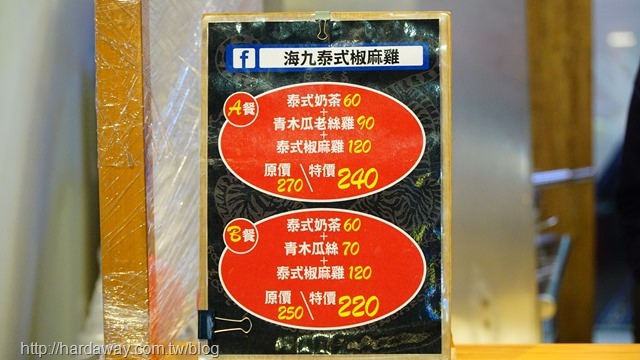 f 海九泰式椒麻雞
A餐
泰式奶茶 60
+
青木瓜老絲雞 90
+
泰式椒麻雞 120
原價 270 \ 特價 240
B餐
泰式奶茶 60
+
青木瓜絲 70
+
泰式椒麻雞 120
原價 250 \ 特價 220
http://hardaway.com.tw/blog